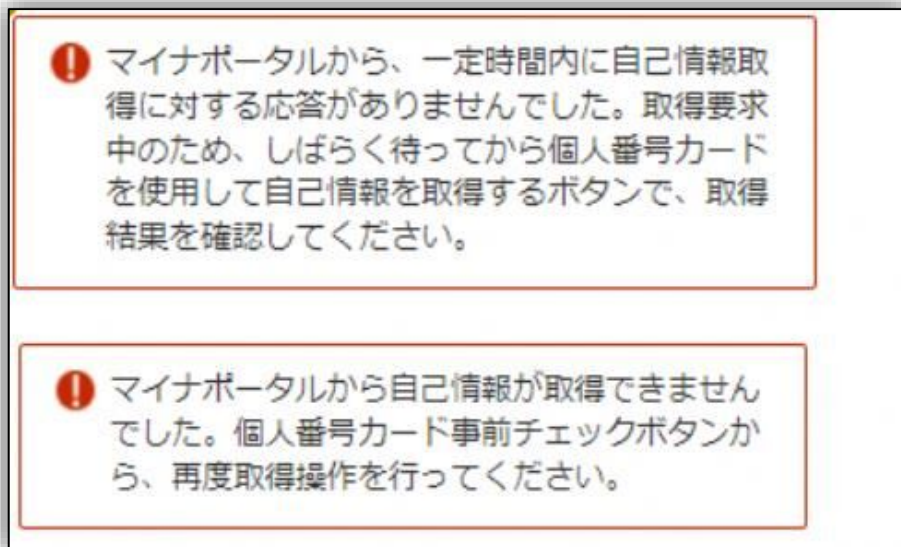 マイナポータルから、一定時間内に自己情報取
得に対する応答がありませんでした。取得要求
中のため、しばらく待ってから個人番号カード
を使用して自己情報を取得するボタンで、取得
結果を確認してください。
マイナポータルから自己情報が取得できません
でした。個人番号カード事前チェックボタンか
ら、再度取得操作を行ってください。